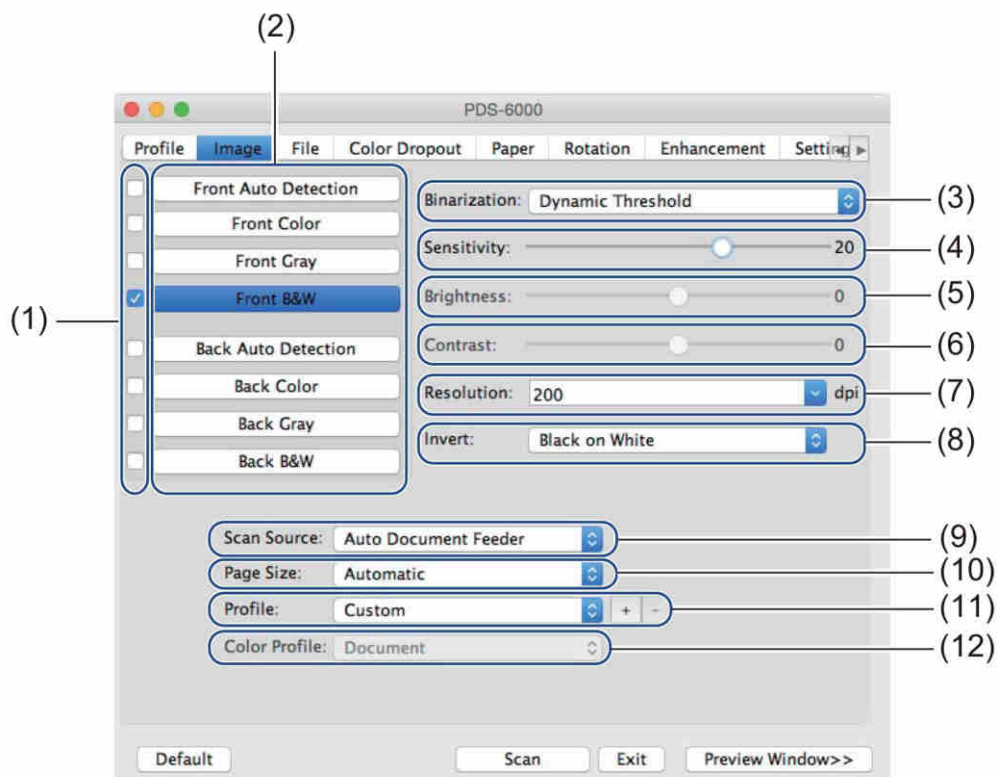 (2)
PDS-6000
Profile Image File Color Dropout Paper Rotation Enhancement
Front Auto Detection
Binarization: Dynamic Threshold (3)
Front Color
Sensitivity: 20 (4)
Front Gray
Brightness: 0 (5)
Front B&W
(1)
Contrast: 0 (6)
Back Auto Detection
Back Color
Resolution: 200 dpi (7)
Back Gray
Invert: Black on White (8)
Back B&W
Scan Source: Auto Document Feeder (9)
Page Size: Automatic (10)
Profile: Custom + - (11)
Color Profile: Document (12)
Default Scan Exit Preview Window>>